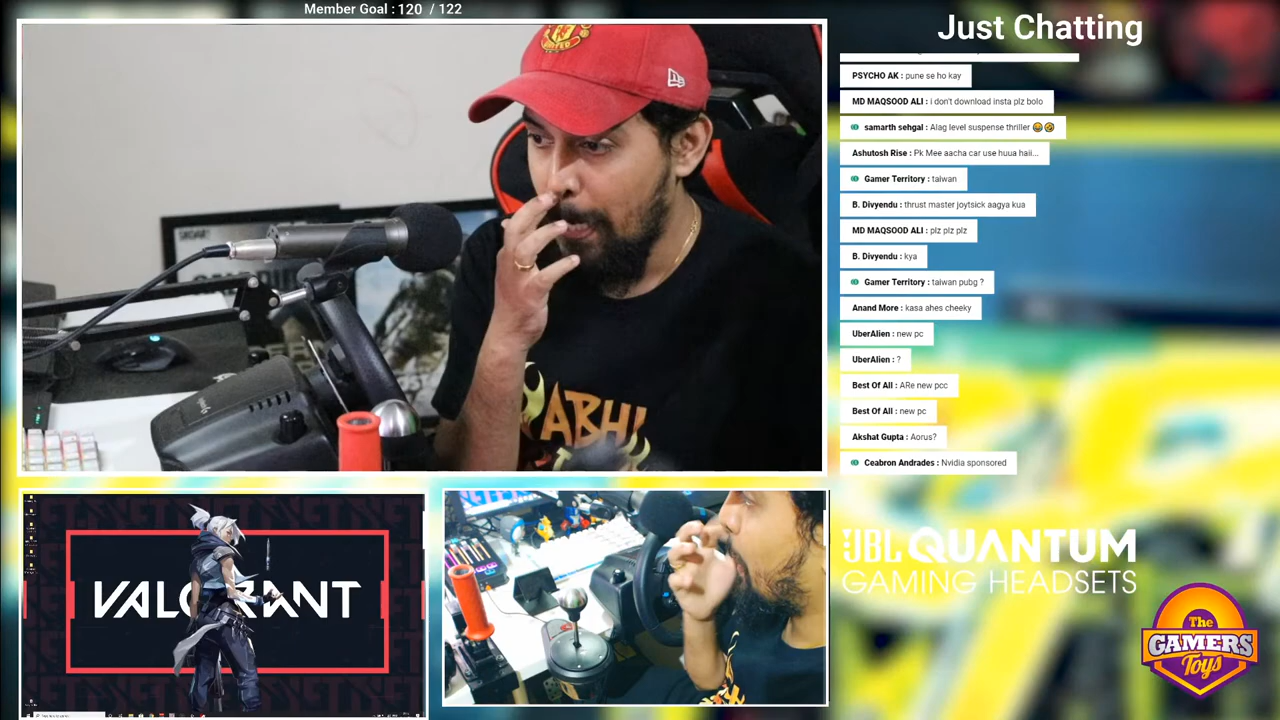 Member Goal : 120 / 122
Just Chatting
PSYCHO AK : pune se ho kay
MD MAQSOOD ALI : i don't download insta plz bolo
samarth sehgal : Alag level suspense thriller 😂🤣
Ashutosh Rise : Pk Mee aacha car use huua haii...
Gamer Territory : taiwan
B. Divyendu : thrust master joytsick aagya kua
MD MAQSOOD ALI : plz plz plz
B. Divyendu : kya
Gamer Territory : taiwan pubg ?
Anand More : kasa ahes cheeky
UberAlien : new pc
UberAlien : ?
Best Of All : ARe new pcc
Best Of All : new pc
Akshat Gupta : Aorus?
Ceabron Andrades : Nvidia sponsored
UNITED
ABHI
VALORANT
JBL QUANTUM
GAMING HEADSETS
The
GAMERS
Toys